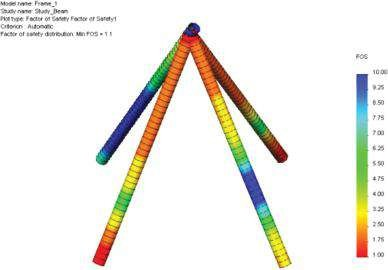 Model name: Frame_1
Study name: Study_Beam
Plot type: Factor of Safety Factor of Safety1
Criterion : Automatic
Factor of safety distribution: Min FOS = 1.1
FOS
10.00
9.25
8.50
7.75
7.00
6.25
5.50
4.75
4.00
3.25
2.50
1.75
1.00